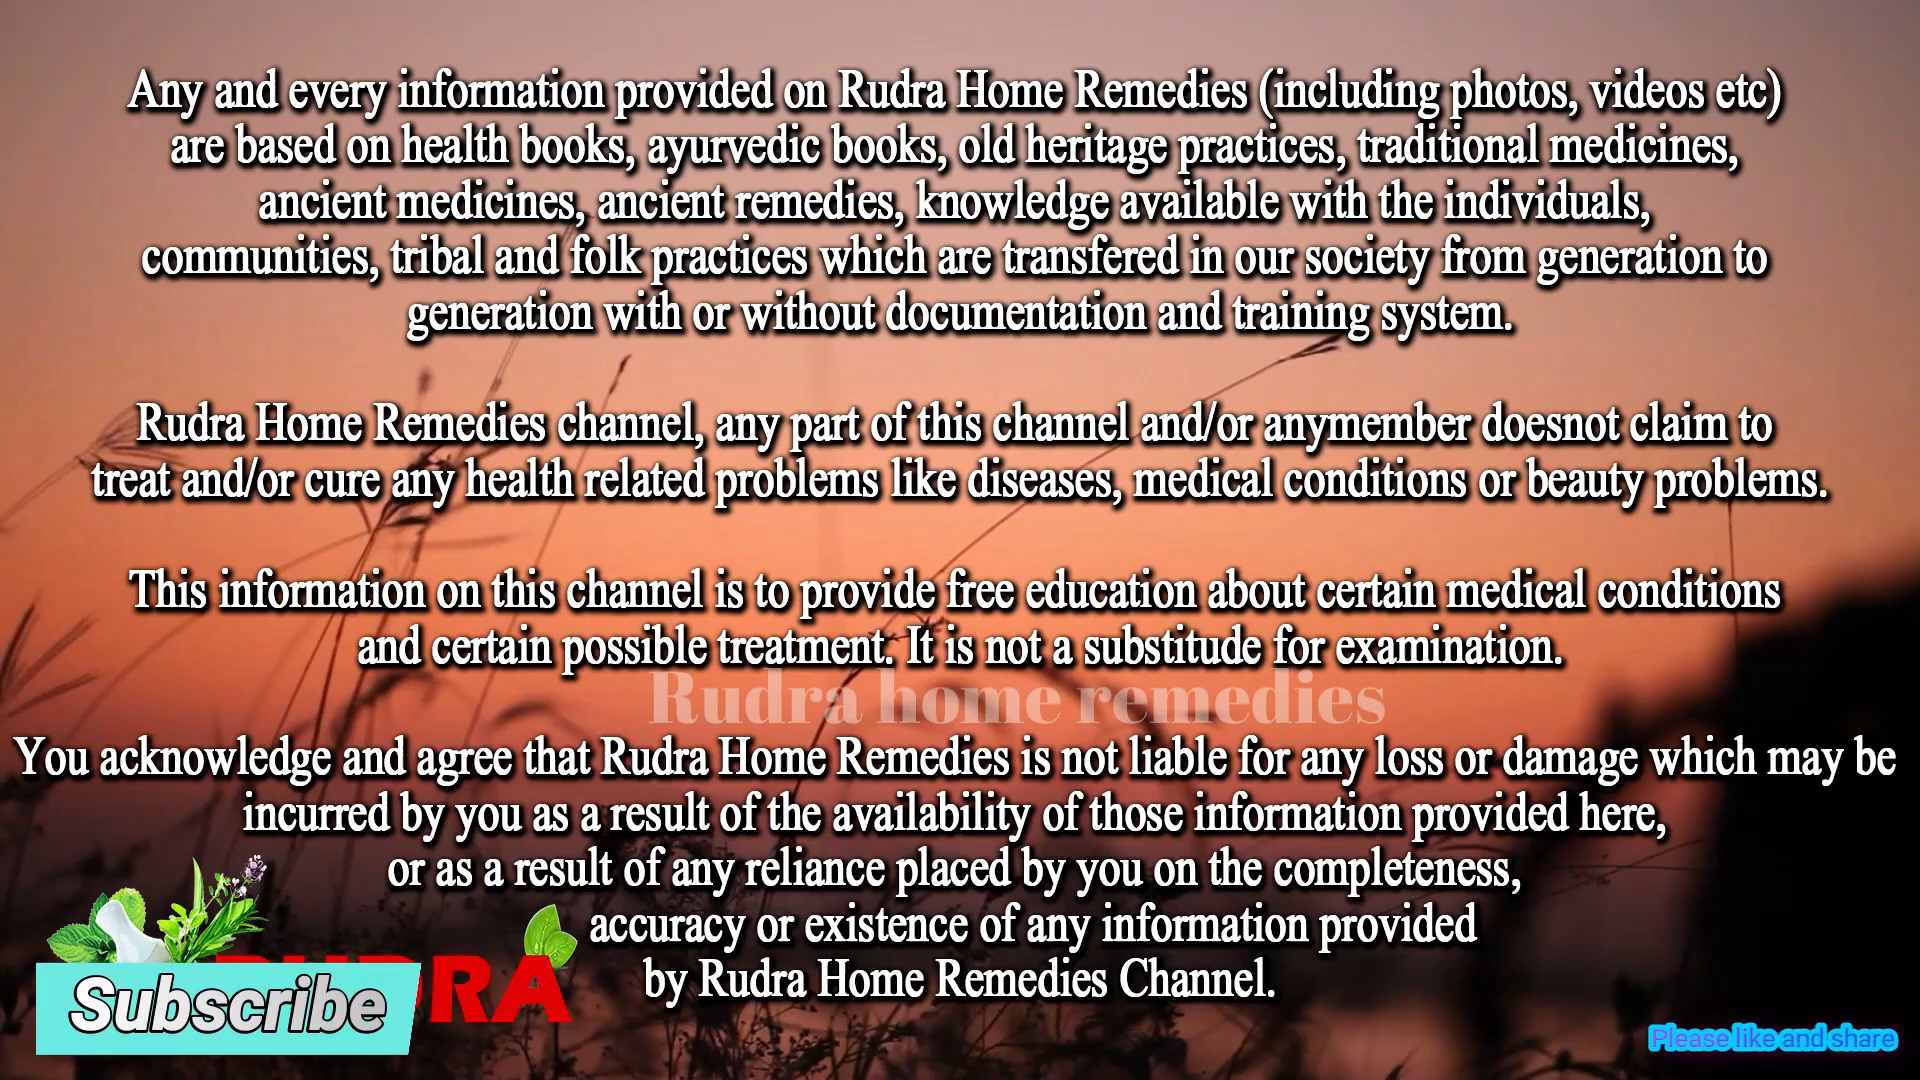 Any and every information provided on Rudra Home Remedies (including photos, videos etc)
are based on health books, ayurvedic books, old heritage practices, traditional medicines,
ancient medicines, ancient remedies, knowledge available with the individuals,
communities, tribal and folk practices which are transfered in our society from generation to
generation with or without documentation and training system.
Rudra Home Remedies channel, any part of this channel and/or anymember doesnot claim to
treat and/or cure any health related problems like diseases, medical conditions or beauty problems.
This information on this channel is to provide free education about certain medical conditions
and certain possible treatment. It is not a substitude for examination.
Rudra home remedies
You acknowledge and agree that Rudra Home Remedies is not liable for any loss or damage which may be
incurred by you as a result of the availability of those information provided here,
or as a result of any reliance placed by you on the completeness,
accuracy or existence of any information provided
by Rudra Home Remedies Channel.
Subscribe
Please like and share